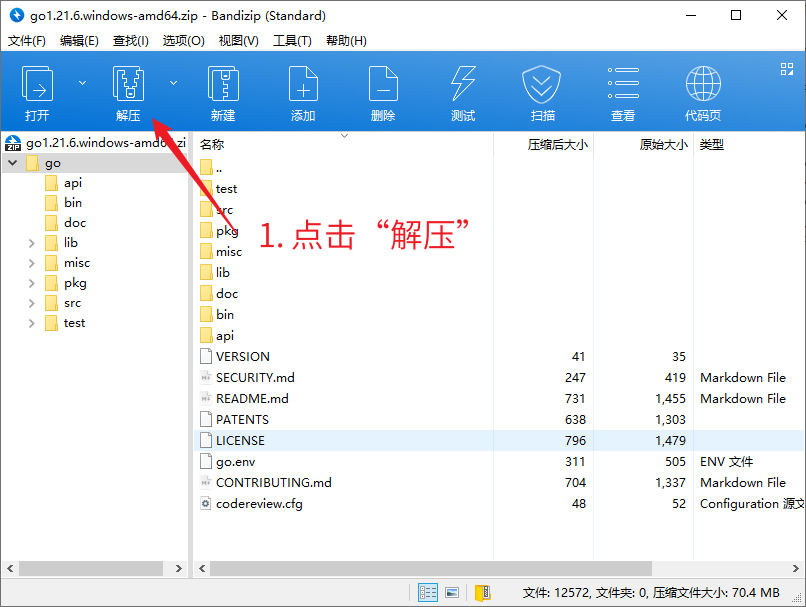 go1.21.6.windows-amd64.zip - Bandizip (Standard)
文件(F) 编辑(E) 查找(I) 选项(O) 视图(V) 工具(T) 帮助(H)
打开 解压 新建 添加 删除 测试 扫描 查看 代码页
go1.21.6.windows-amd64.zi
go
api
bin
doc
lib
misc
pkg
src
test
名称 压缩后大小 原始大小 类型
..
test
src
pkg
misc
lib
doc
bin
api
VERSION 41 35
SECURITY.md 247 419 Markdown File
README.md 731 1,455 Markdown File
PATENTS 638 1,303
LICENSE 796 1,479
go.env 311 505 ENV 文件
CONTRIBUTING.md 704 1,337 Markdown File
codereview.cfg 48 52 Configuration 源文
1. 点击“解压”
文件: 12572, 文件夹: 0, 压缩文件大小: 70.4 MB